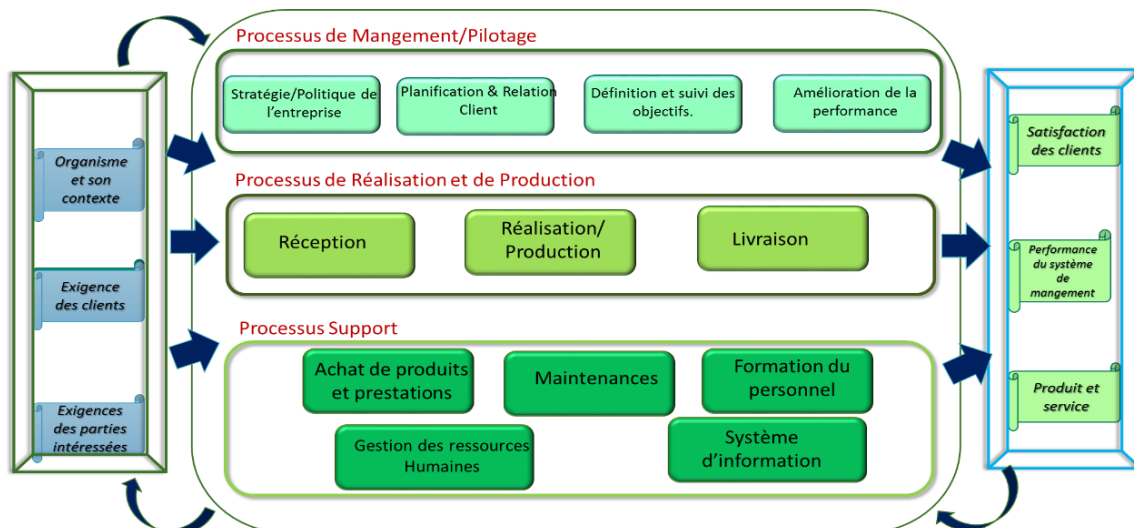 Processus de Mangement/Pilotage
Stratégie/Politique de
l’entreprise
Planification & Relation
Client
Définition et suivi des
objectifs.
Amélioration de la
performance
Organisme
et son
contexte
Exigence
des clients
Exigences
des parties
intéressées
Processus de Réalisation et de Production
Réception
Réalisation/
Production
Livraison
Processus Support
Achat de produits
et prestations
Maintenances
Formation du
personnel
Gestion des ressources
Humaines
Système
d’information
Satisfaction
des clients
Performance
du système
de
mangement
Produit et
service